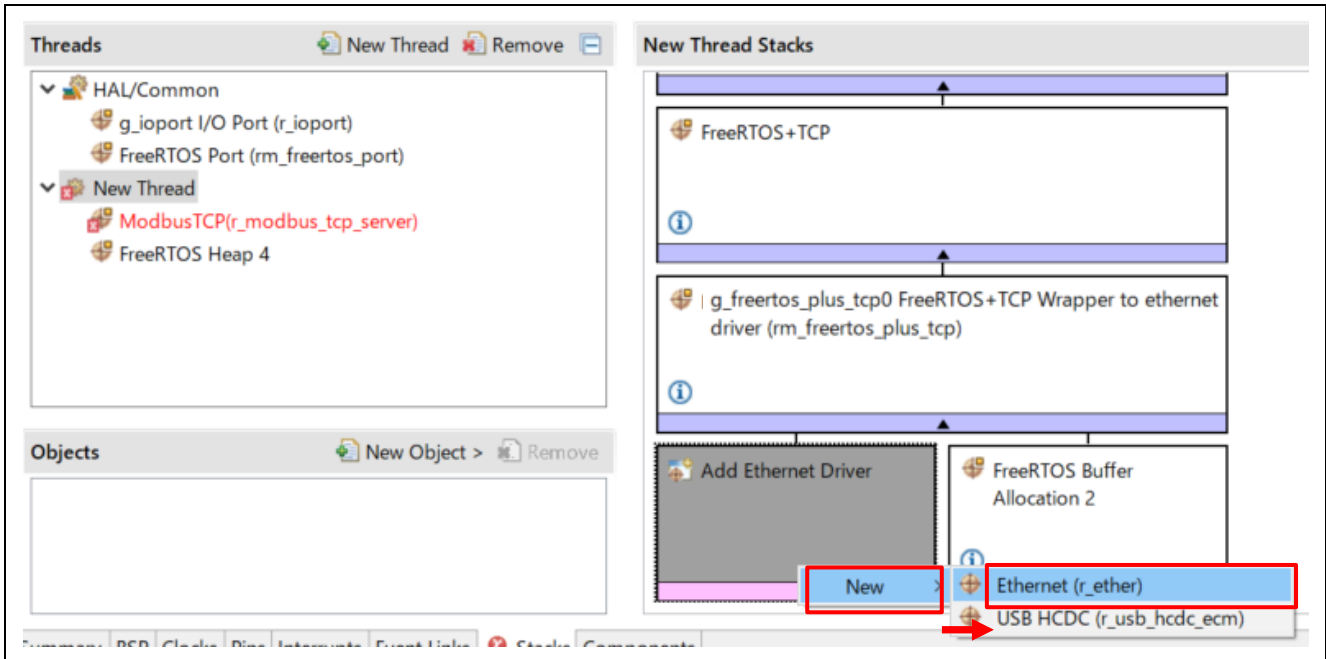 Threads
New Thread
Remove
HAL/Common
g_ioport I/O Port (r_ioport)
FreeRTOS Port (rm_freertos_port)
New Thread
ModbusTCP(r_modbus_tcp_server)
FreeRTOS Heap 4
Objects
New Object >
Remove
New Thread Stacks
FreeRTOS+TCP
g_freertos_plus_tcp0 FreeRTOS+TCP Wrapper to ethernet
driver (rm_freertos_plus_tcp)
Add Ethernet Driver
FreeRTOS Buffer
Allocation 2
New >
Ethernet (r_ether)
USB HCDC (r_usb_hcdc_ecm)
Summary BSP Clocks Pins Interrupts Event Links Stacks Components